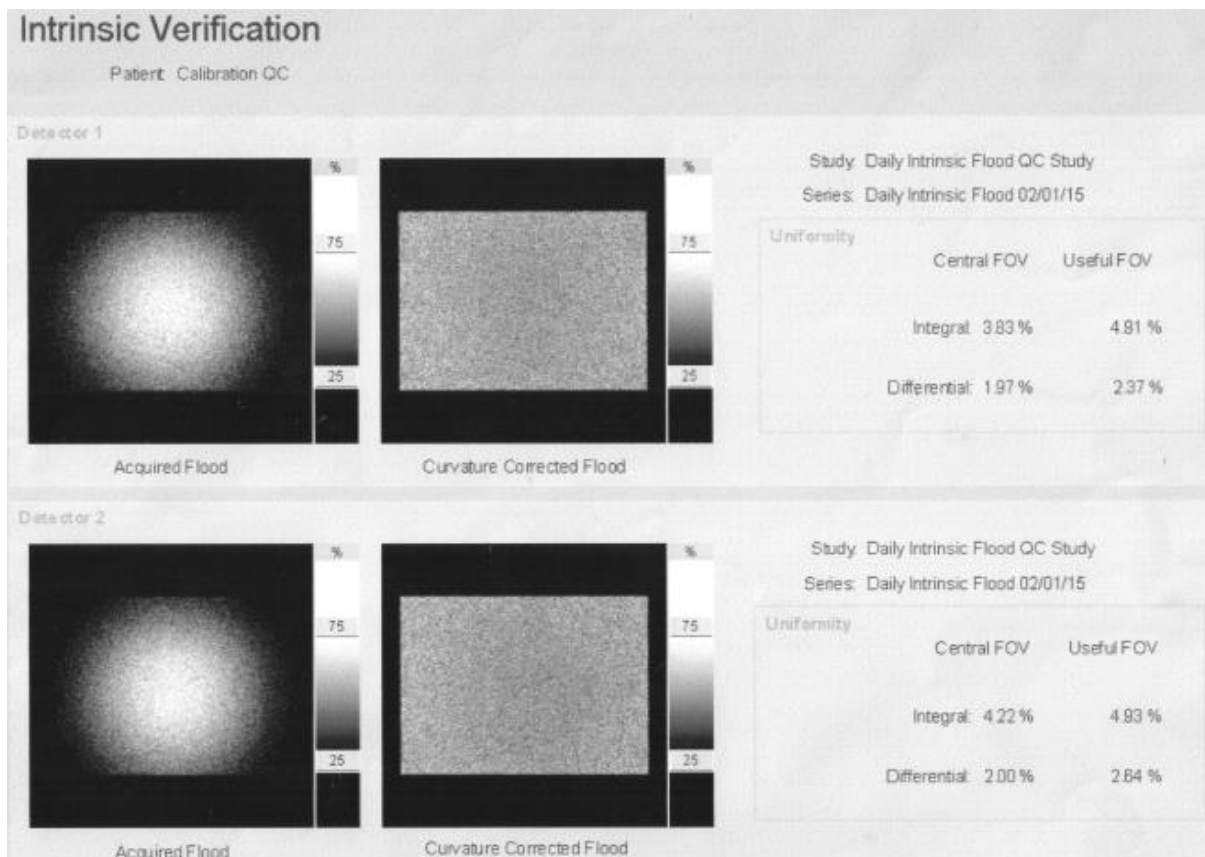 Intrinsic Verification
Patient: Calibration QC
Detector 1
%
75
25
Acquired Flood
%
75
25
Curvature Corrected Flood
Study: Daily Intrinsic Flood QC Study
Series: Daily Intrinsic Flood 02/01/15
Uniformity
Central FOV Useful FOV
Integral: 3.83 % 4.81 %
Differential: 1.97 % 2.37 %
Detector 2
%
75
25
Acquired Flood
%
75
25
Curvature Corrected Flood
Study: Daily Intrinsic Flood QC Study
Series: Daily Intrinsic Flood 02/01/15
Uniformity
Central FOV Useful FOV
Integral: 4.22 % 4.93 %
Differential: 2.00 % 2.64 %